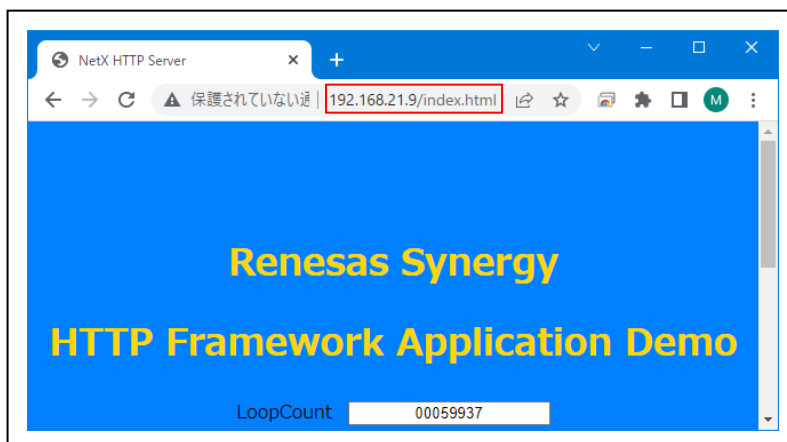 NetX HTTP Server
保護されていない通
192.168.21.9/index.html
M
Renesas Synergy
HTTP Framework Application Demo
LoopCount 00059937